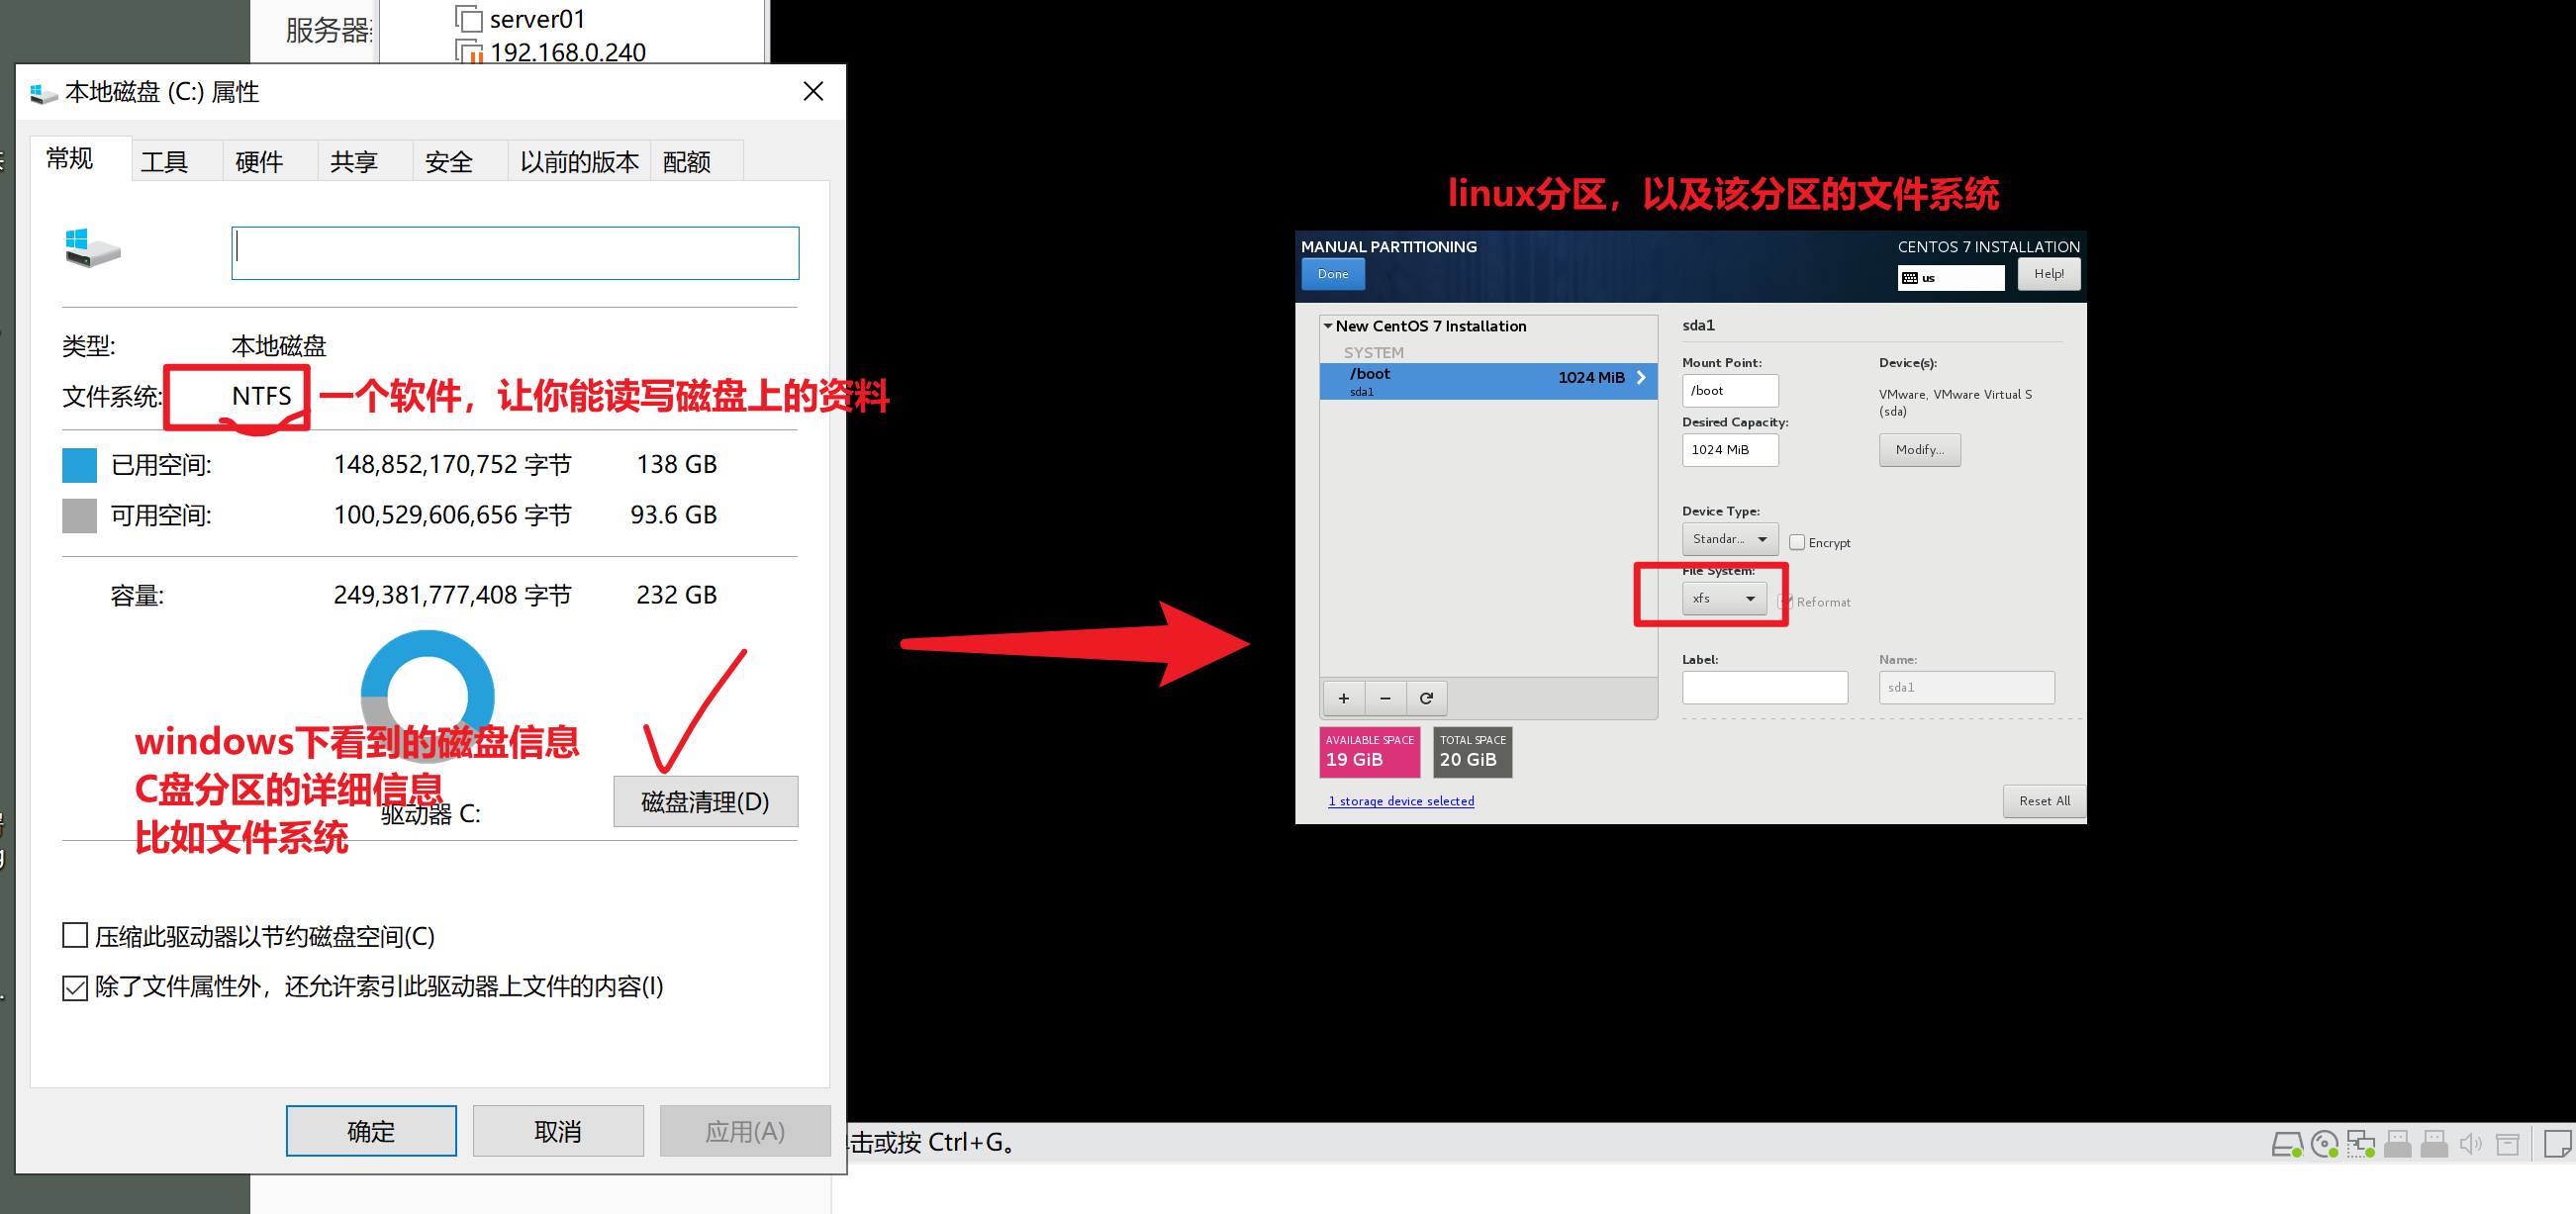 server01
192.168.0.240
本地磁盘 (C:) 属性
常规 工具 硬件 共享 安全 以前的版本 配额
类型: 本地磁盘
文件系统: NTFS 一个软件，让你能读写磁盘上的资料
已用空间: 148,852,170,752 字节 138 GB
可用空间: 100,529,606,656 字节 93.6 GB
容量: 249,381,777,408 字节 232 GB
windows下看到的磁盘信息
C盘分区的详细信息
比如文件系统
驱动器 C:
磁盘清理(D)
压缩此驱动器以节约磁盘空间(C)
除了文件属性外，还允许索引此驱动器上文件的内容(I)
确定 取消 应用(A)
服务器
linux分区，以及该分区的文件系统
MANUAL PARTITIONING
Done
CENTOS 7 INSTALLATION
us
Help!
New CentOS 7 Installation
SYSTEM
/boot
1024 MiB
sda1
sda1
Mount Point:
/boot
Desired Capacity:
1024 MiB
Device(s):
VMware, VMware Virtual S
(sda)
Modify...
Device Type:
Standar...
Encrypt
File System:
xfs
Reformat
Label:
Name:
sda1
+ −
AVAILABLE SPACE
19 GiB
TOTAL SPACE
20 GiB
1 storage device selected
Reset All
击或按 Ctrl+G。